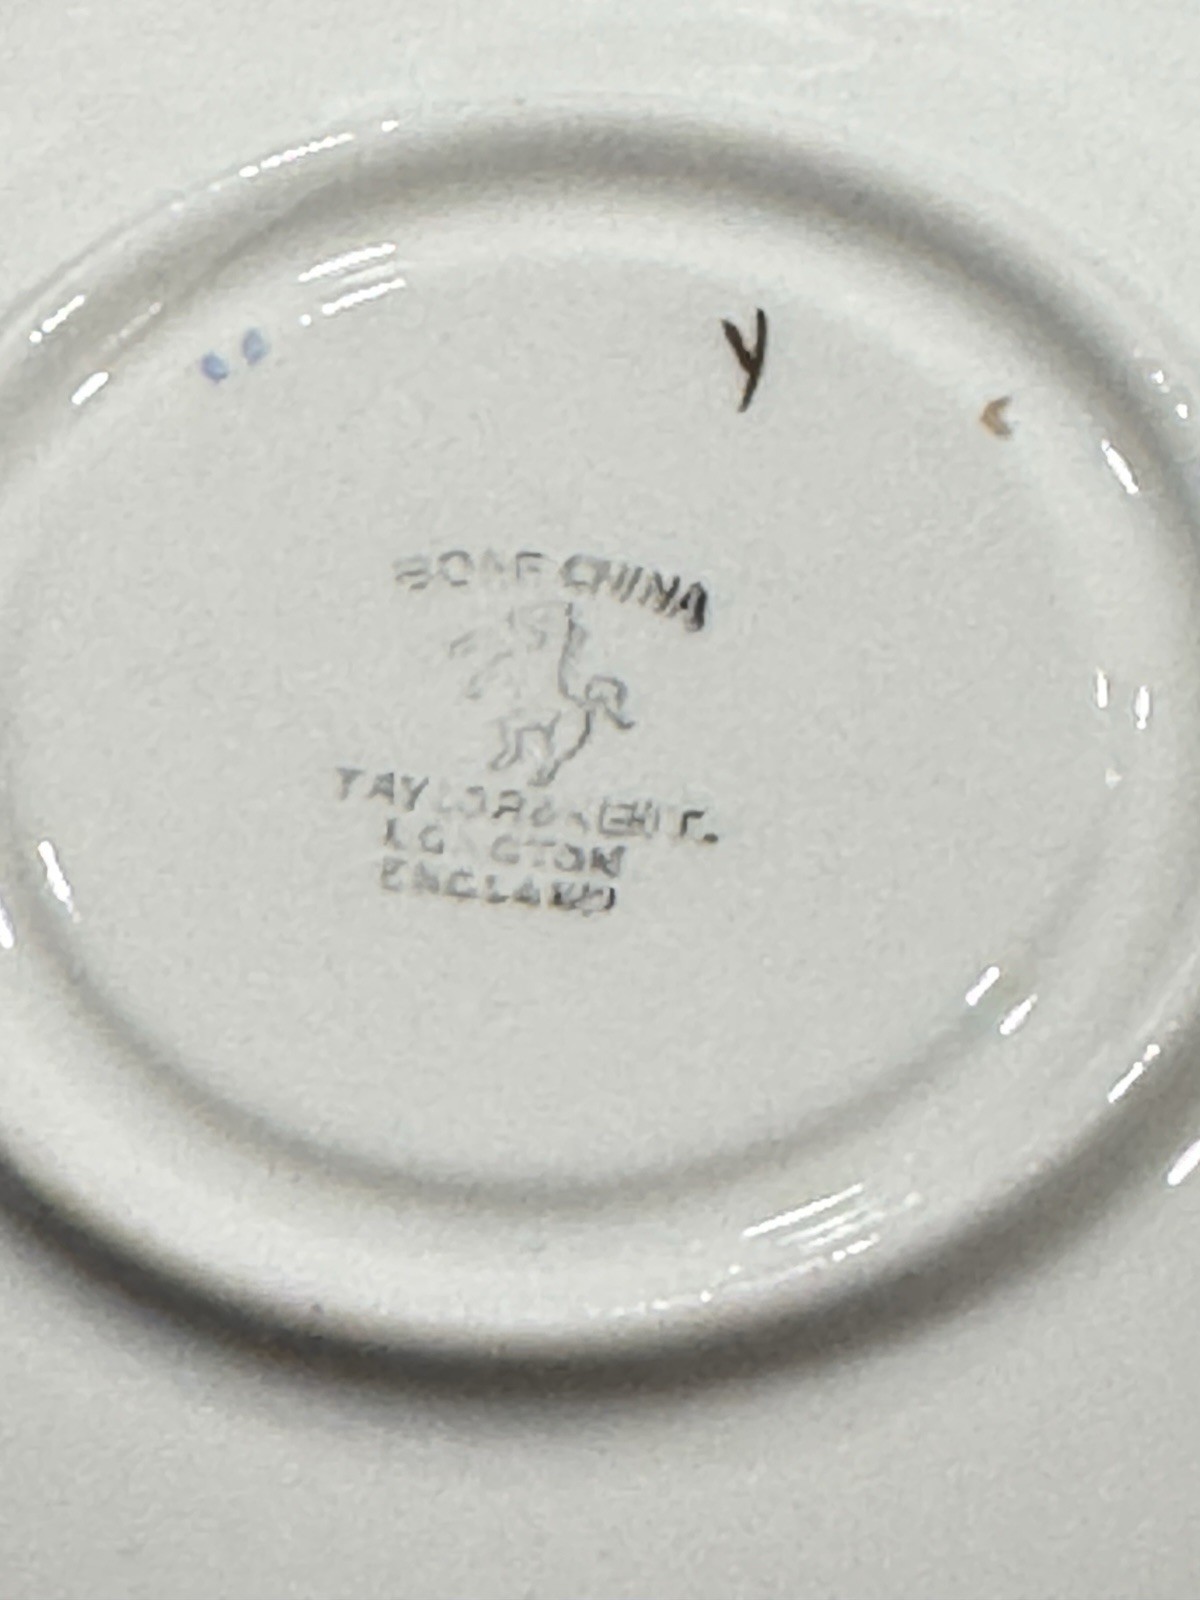 y
BONE CHINA
TAYLOR & KENT.
LONGTON
ENGLAND